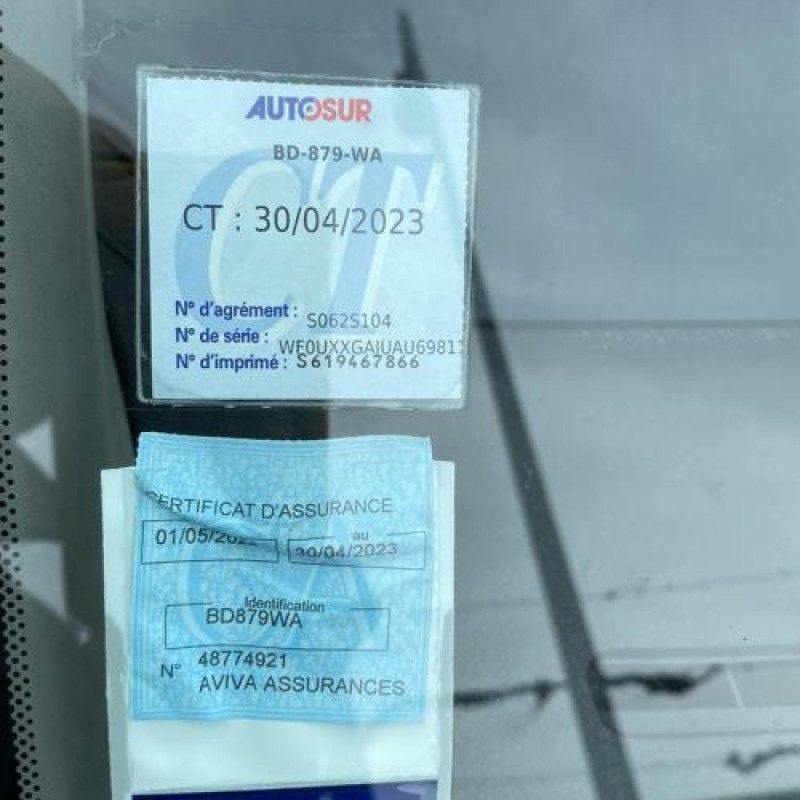 AUTOSUR
BD-879-WA
CT
CT : 30/04/2023
N° d'agrément : S062S104
N° de série :
N° d'imprimé : S619467866
CERTIFICAT D'ASSURANCE
au
30/04/2023
Identification
BD879WA
N° 48774921
AVIVA ASSURANCES